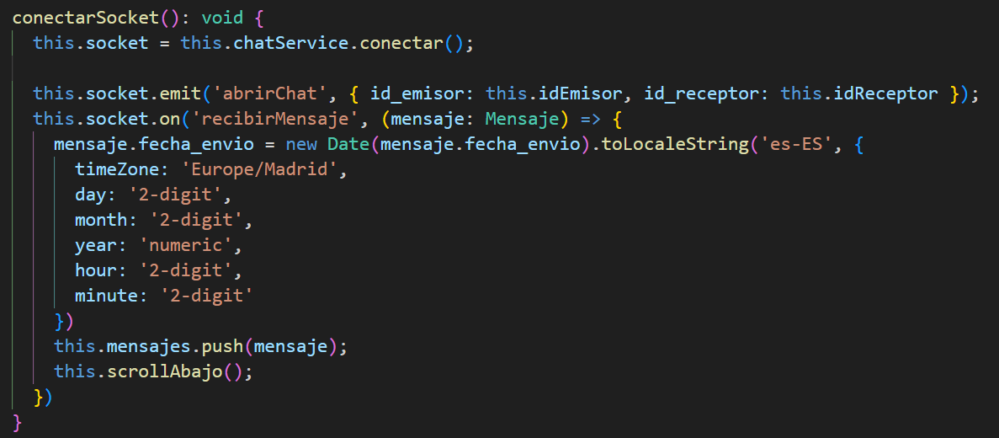 conectarSocket(): void {
  this.socket = this.chatService.conectar();

  this.socket.emit('abrirChat', { id_emisor: this.idEmisor, id_receptor: this.idReceptor });
  this.socket.on('recibirMensaje', (mensaje: Mensaje) => {
    mensaje.fecha_envio = new Date(mensaje.fecha_envio).toLocaleString('es-ES', {
      timeZone: 'Europe/Madrid',
      day: '2-digit',
      month: '2-digit',
      year: 'numeric',
      hour: '2-digit',
      minute: '2-digit'
    })
    this.mensajes.push(mensaje);
    this.scrollAbajo();
  })
}